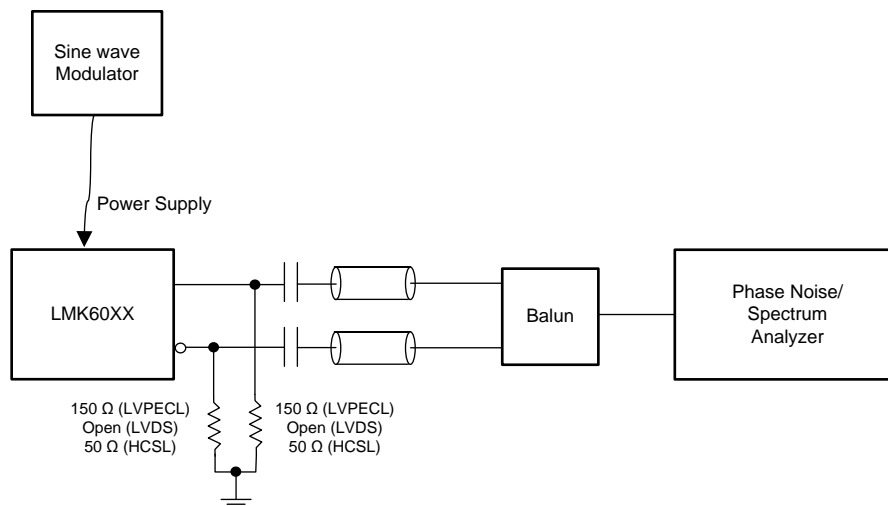 Sine wave
Modulator
Power Supply
LMK60XX
Balun
Phase Noise/
Spectrum
Analyzer
150 Ω (LVPECL)
Open (LVDS)
50 Ω (HCSL)
150 Ω (LVPECL)
Open (LVDS)
50 Ω (HCSL)